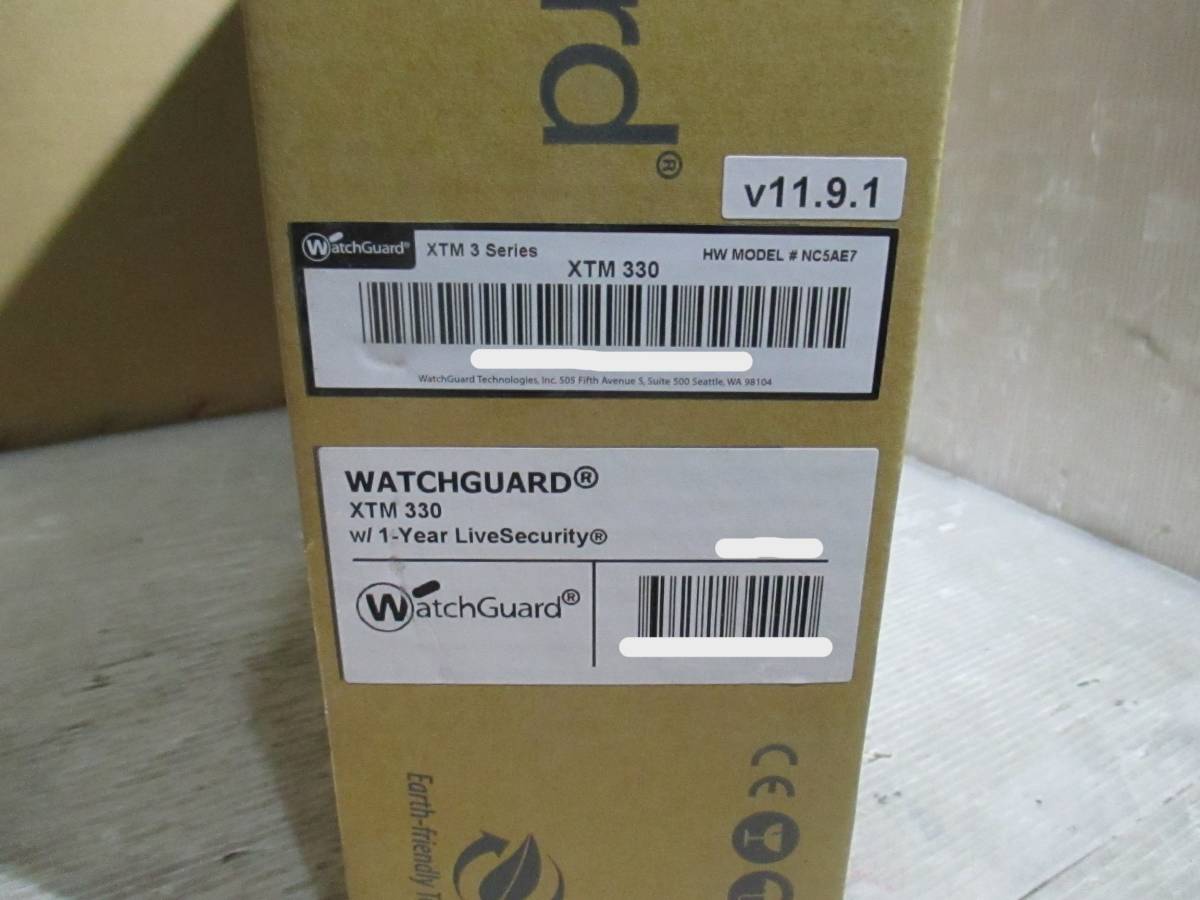 rd®
v11.9.1
WatchGuard® XTM 3 Series HW MODEL # NC5AE7
XTM 330
WatchGuard Technologies, Inc. 505 Fifth Avenue S, Suite 500 Seattle, WA 98104
WATCHGUARD®
XTM 330
w/ 1-Year LiveSecurity®
WatchGuard®
CE
Earth-friendly